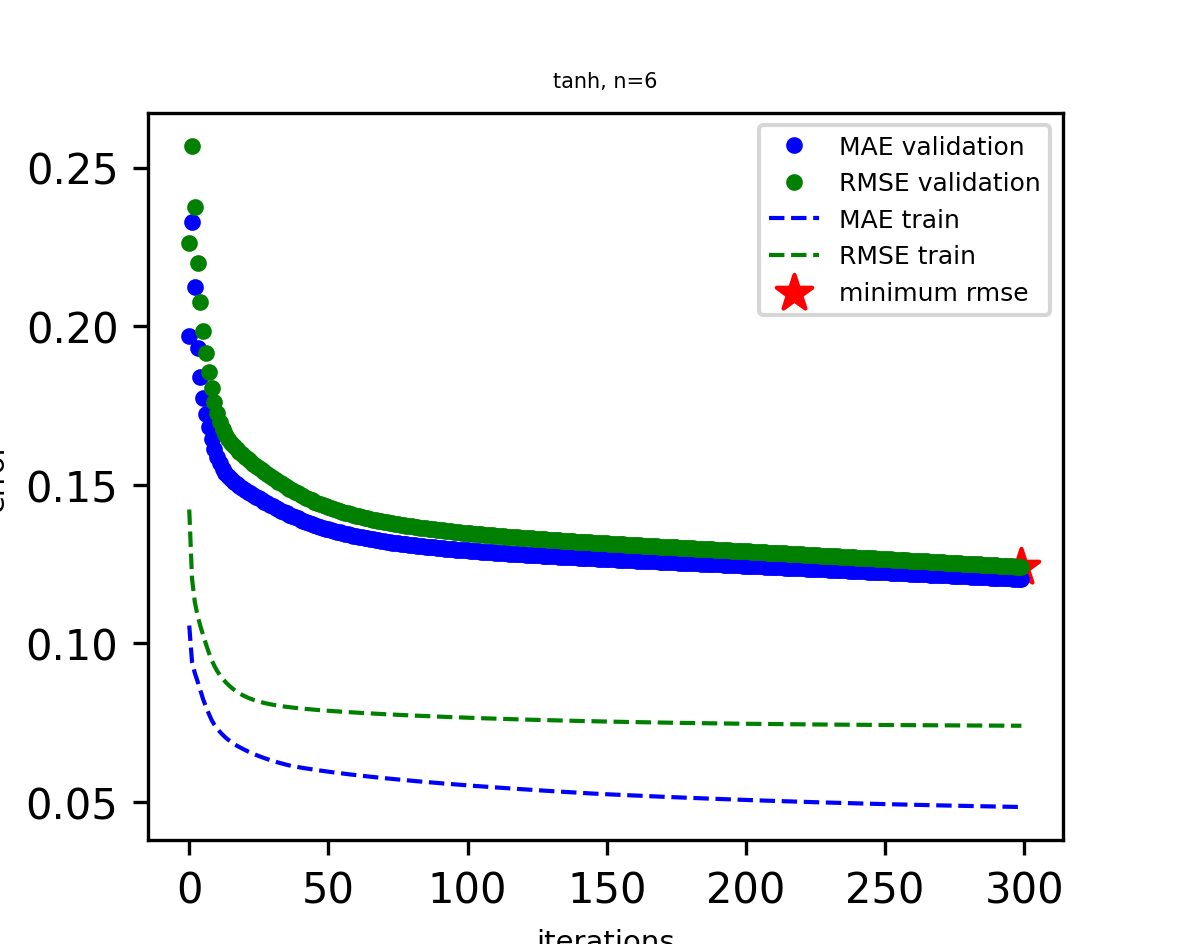 tanh, n=6
MAE validation
RMSE validation
MAE train
RMSE train
minimum rmse
0.25
0.20
0.15
0.10
0.05
0 50 100 150 200 250 300
iterations